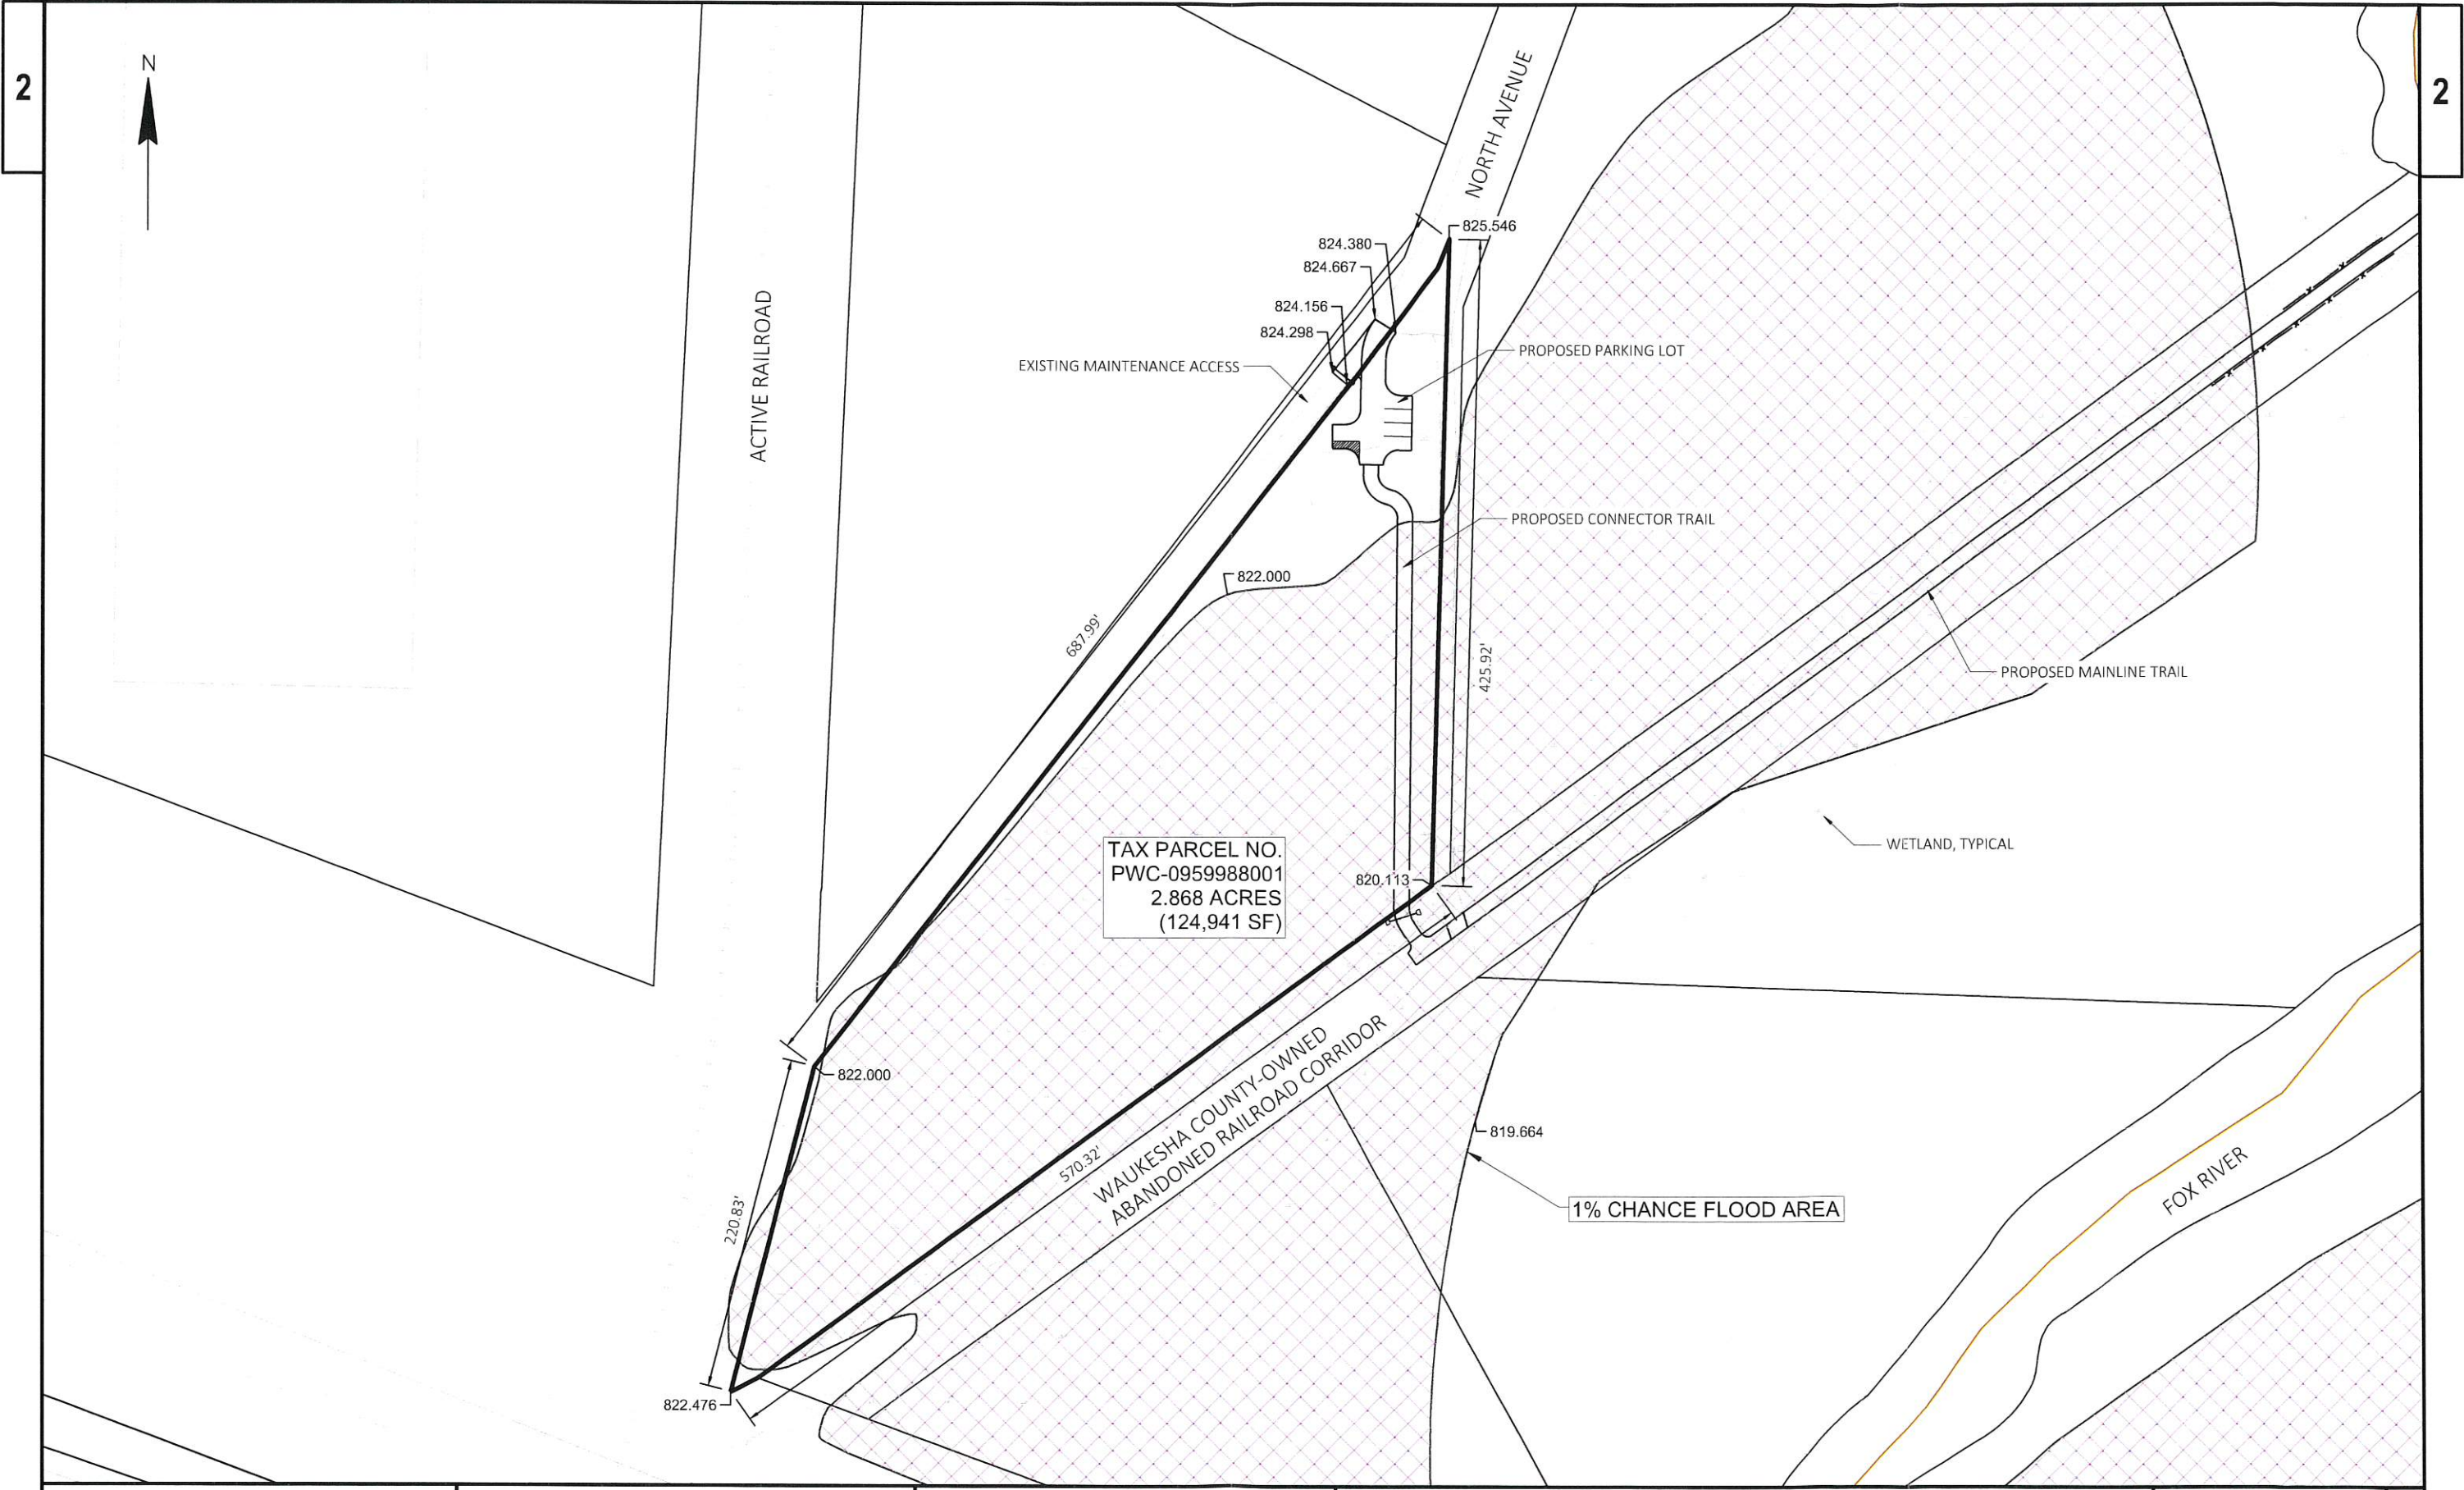 2
2
N
NORTH AVENUE
825.546
824.380
824.667
824.156
824.298
ACTIVE RAILROAD
EXISTING MAINTENANCE ACCESS
PROPOSED PARKING LOT
PROPOSED CONNECTOR TRAIL
822.000
687.99'
425.92'
PROPOSED MAINLINE TRAIL
TAX PARCEL NO.
PWC-0959988001
2.868 ACRES
(124,941 SF)
820.113
WETLAND, TYPICAL
822.000
WAUKESHA COUNTY-OWNED
ABANDONED RAILROAD CORRIDOR
570.32'
819.664
220.83'
1% CHANCE FLOOD AREA
FOX RIVER
822.476